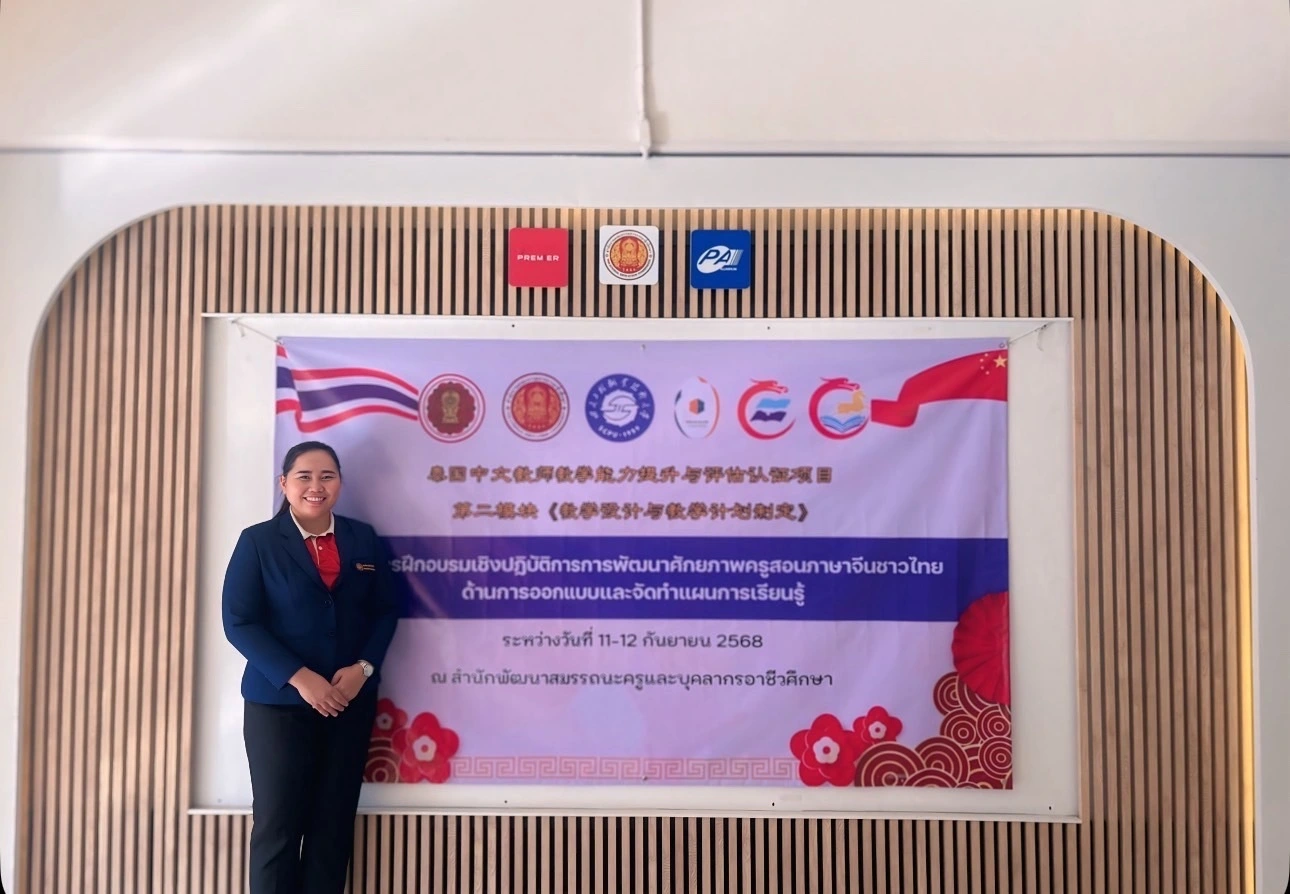 PREMIER
PA
SCPU-1959
泰国中文教师教学能力提升与评估认证项目
第二模块《教学设计与教学计划制定》
รฝึกอบรมเชิงปฏิบัติการการพัฒนาศักยภาพครูสอนภาษาจีนชาวไทย
ด้านการออกแบบและจัดทำแผนการเรียนรู้
ระหว่างวันที่ 11-12 กันยายน 2568
ณ สำนักพัฒนาสมรรถนะครูและบุคลากรอาชีวศึกษา